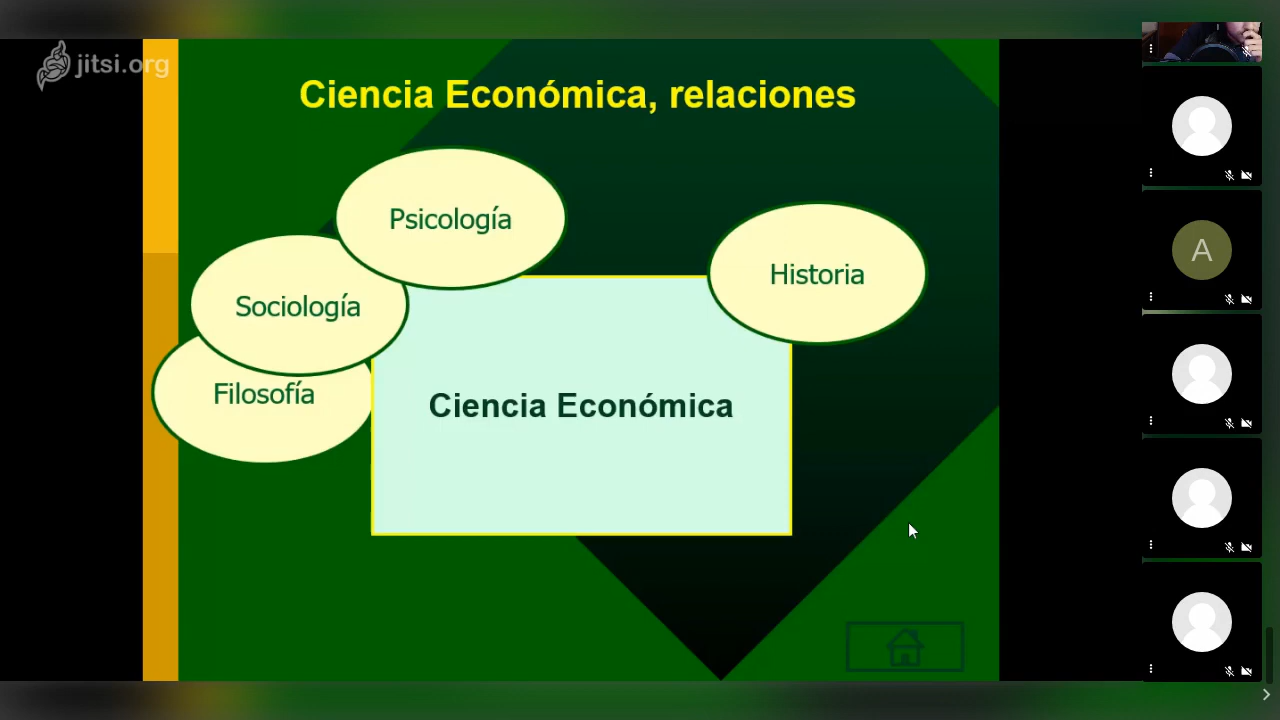 jitsi.org
Ciencia Económica, relaciones
Psicología
Historia
Sociología
Filosofía
Ciencia Económica
A